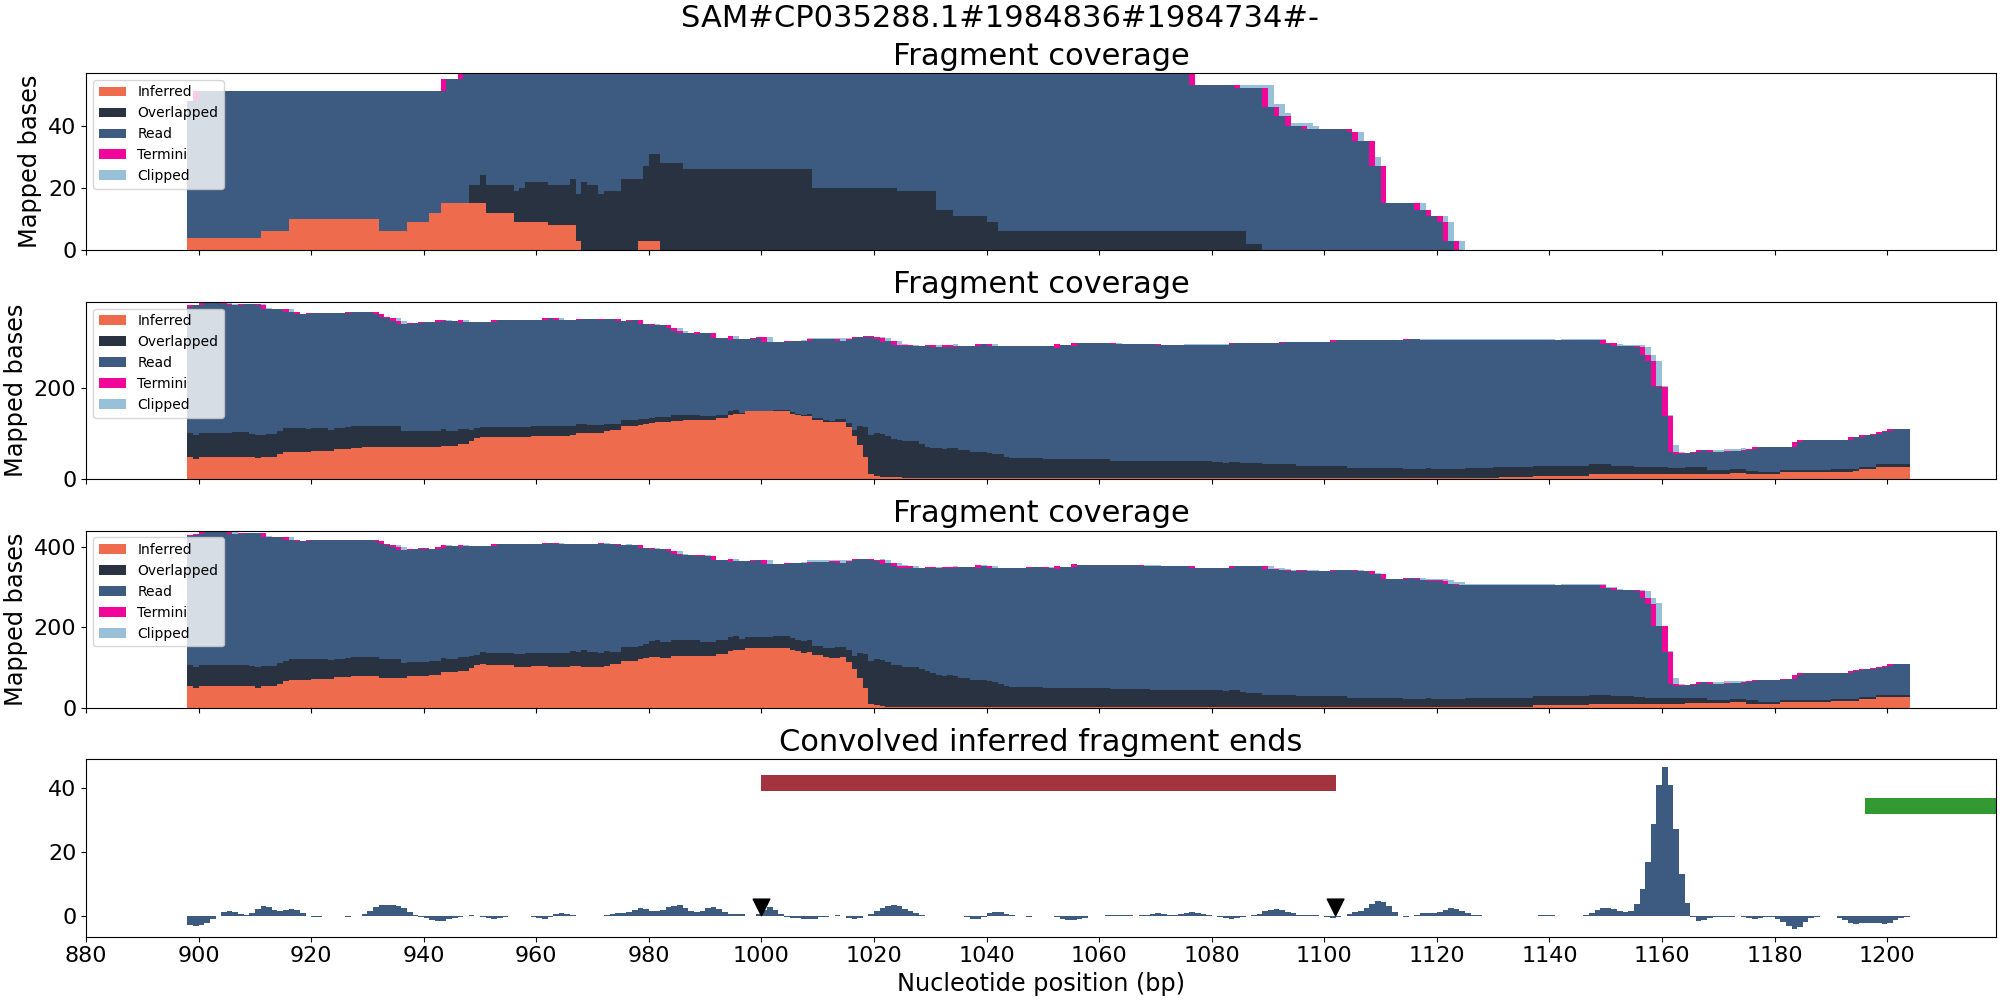 SAM#CP035288.1#1984836#1984734#-
Fragment coverage
Mapped bases
40
20
0
Inferred
Overlapped
Read
Termini
Clipped
Fragment coverage
Mapped bases
200
0
Inferred
Overlapped
Read
Termini
Clipped
Fragment coverage
Mapped bases
400
200
0
Inferred
Overlapped
Read
Termini
Clipped
Convolved inferred fragment ends
40
20
0
880 900 920 940 960 980 1000 1020 1040 1060 1080 1100 1120 1140 1160 1180 1200
Nucleotide position (bp)